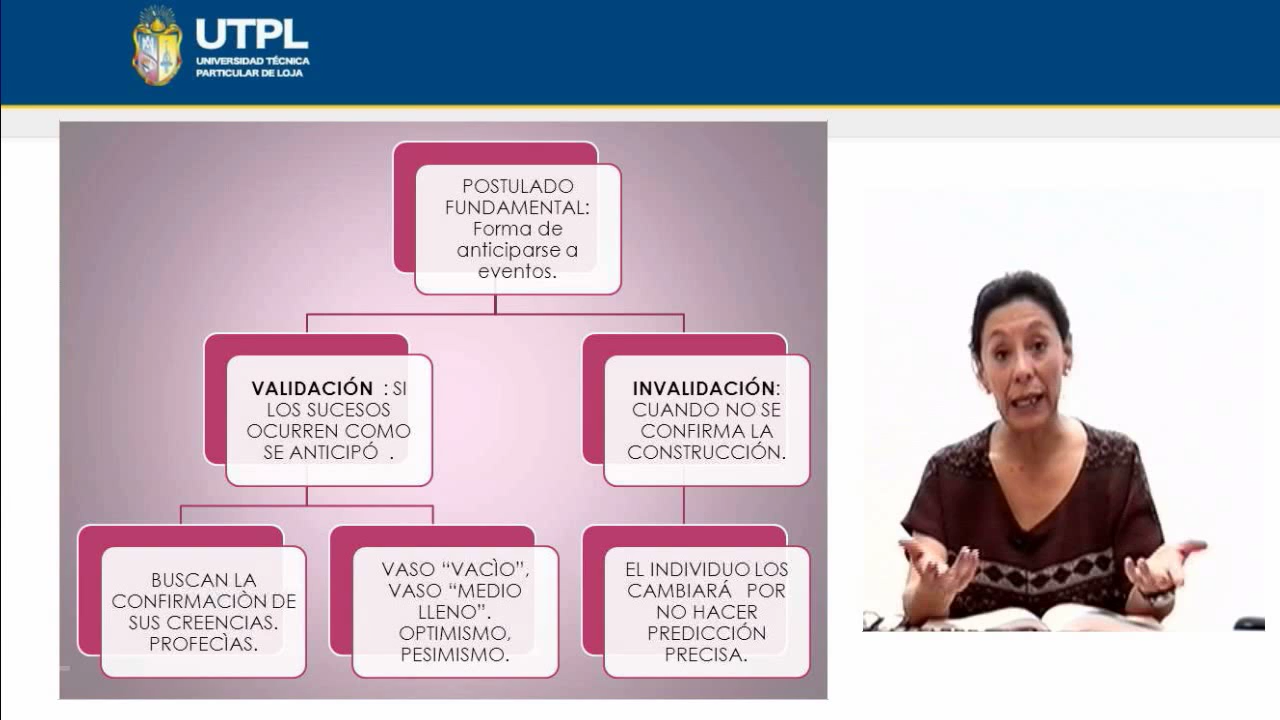 UTPL
UNIVERSIDAD TÉCNICA
PARTICULAR DE LOJA
POSTULADO
FUNDAMENTAL:
Forma de
anticiparse a
eventos.
VALIDACIÓN : SI
LOS SUCESOS
OCURREN COMO
SE ANTICIPÓ .
INVALIDACIÓN:
CUANDO NO SE
CONFIRMA LA
CONSTRUCCIÓN.
BUSCAN LA
CONFIRMACIÒN DE
SUS CREENCIAS.
PROFECÌAS.
VASO “VACÌO”,
VASO “MEDIO
LLENO”.
OPTIMISMO,
PESIMISMO.
EL INDIVIDUO LOS
CAMBIARÁ POR
NO HACER
PREDICCIÓN
PRECISA.